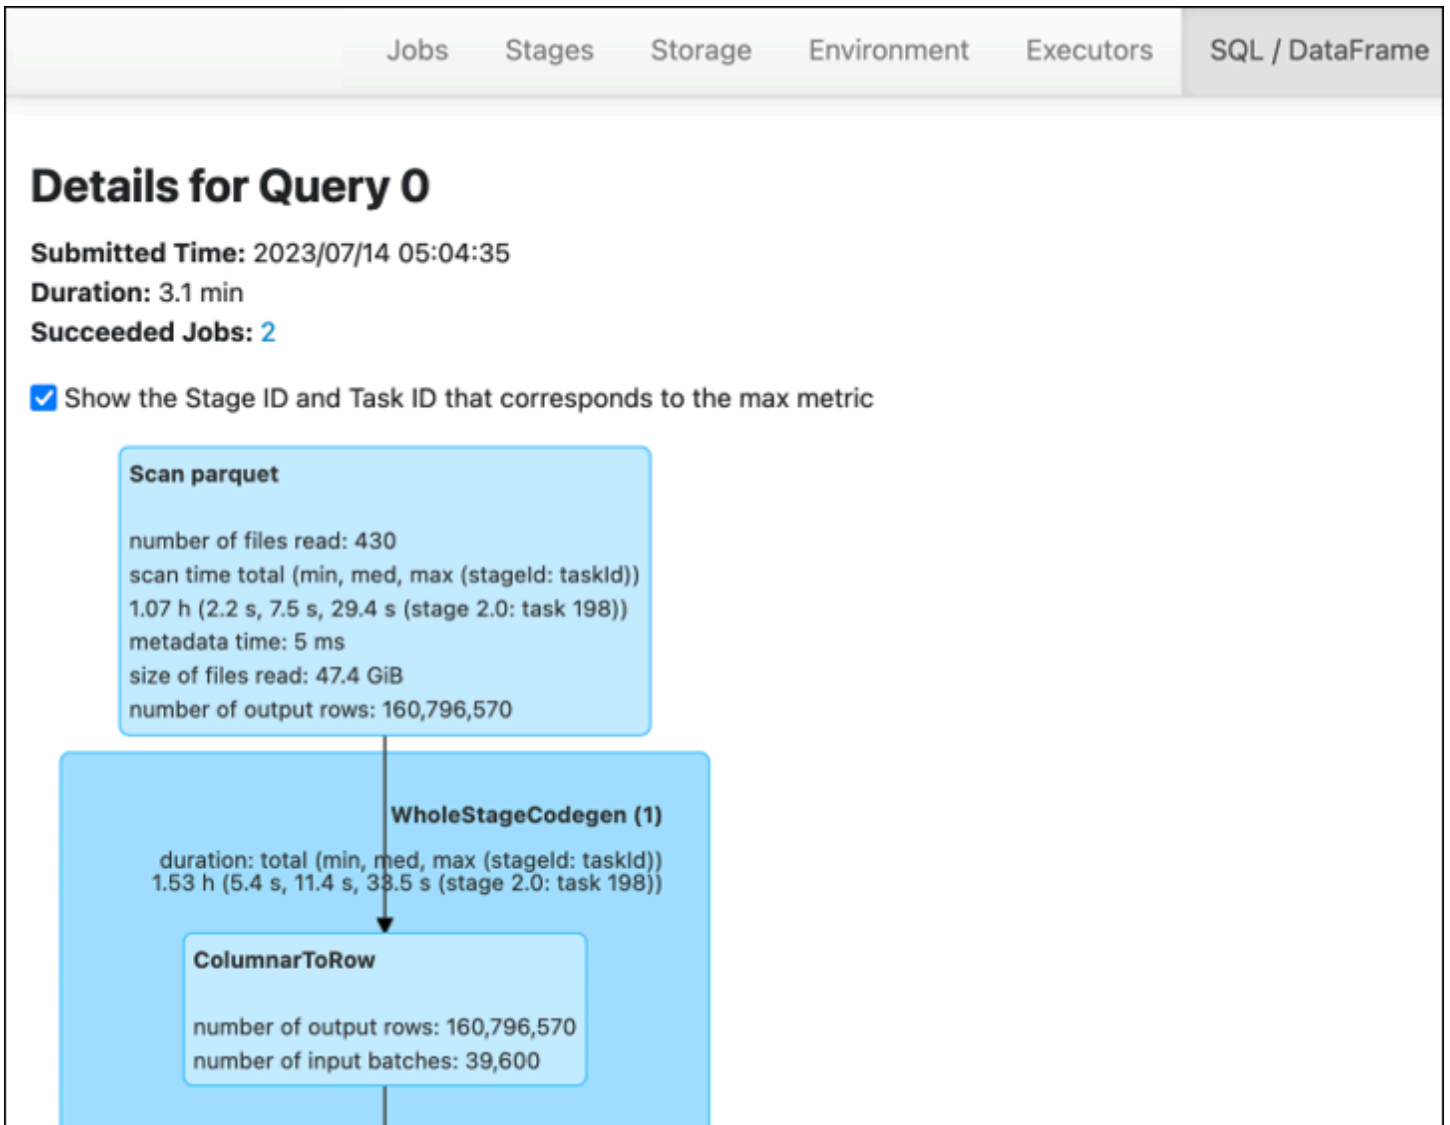 Jobs Stages Storage Environment Executors SQL / DataFrame
Details for Query 0
Submitted Time: 2023/07/14 05:04:35
Duration: 3.1 min
Succeeded Jobs: 2
Show the Stage ID and Task ID that corresponds to the max metric
Scan parquet
number of files read: 430
scan time total (min, med, max (stageId: taskId))
1.07 h (2.2 s, 7.5 s, 29.4 s (stage 2.0: task 198))
metadata time: 5 ms
size of files read: 47.4 GiB
number of output rows: 160,796,570
WholeStageCodegen (1)
duration: total (min, med, max (stageId: taskId))
1.53 h (5.4 s, 11.4 s, 33.5 s (stage 2.0: task 198))
ColumnarToRow
number of output rows: 160,796,570
number of input batches: 39,600